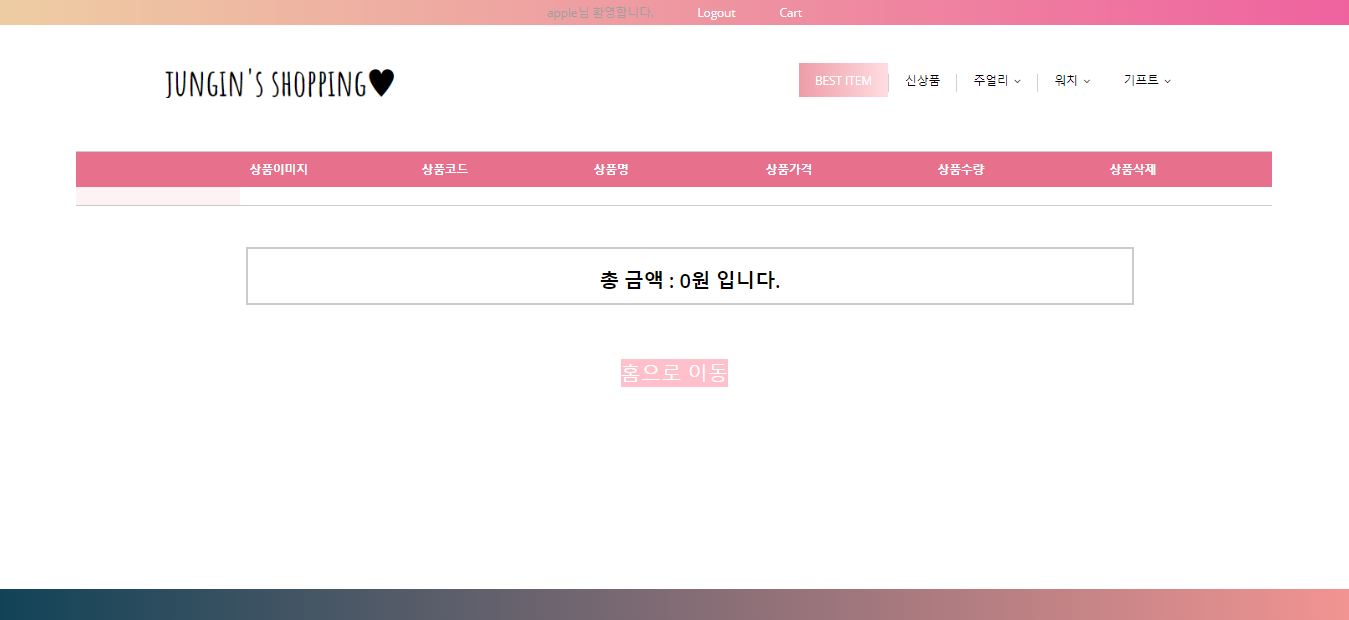 apple님 환영합니다. Logout Cart
JUNGIN'S SHOPPING♥
BEST ITEM 신상품 주얼리 워치 기프트
상품이미지 상품코드 상품명 상품가격 상품수량 상품삭제
총 금액 : 0원 입니다.
홈으로 이동